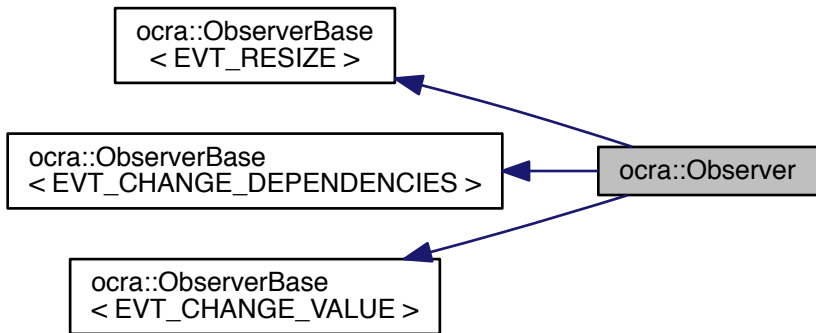 ocra::ObserverBase
< EVT_RESIZE >
ocra::ObserverBase
< EVT_CHANGE_DEPENDENCIES >
ocra::Observer
ocra::ObserverBase
< EVT_CHANGE_VALUE >